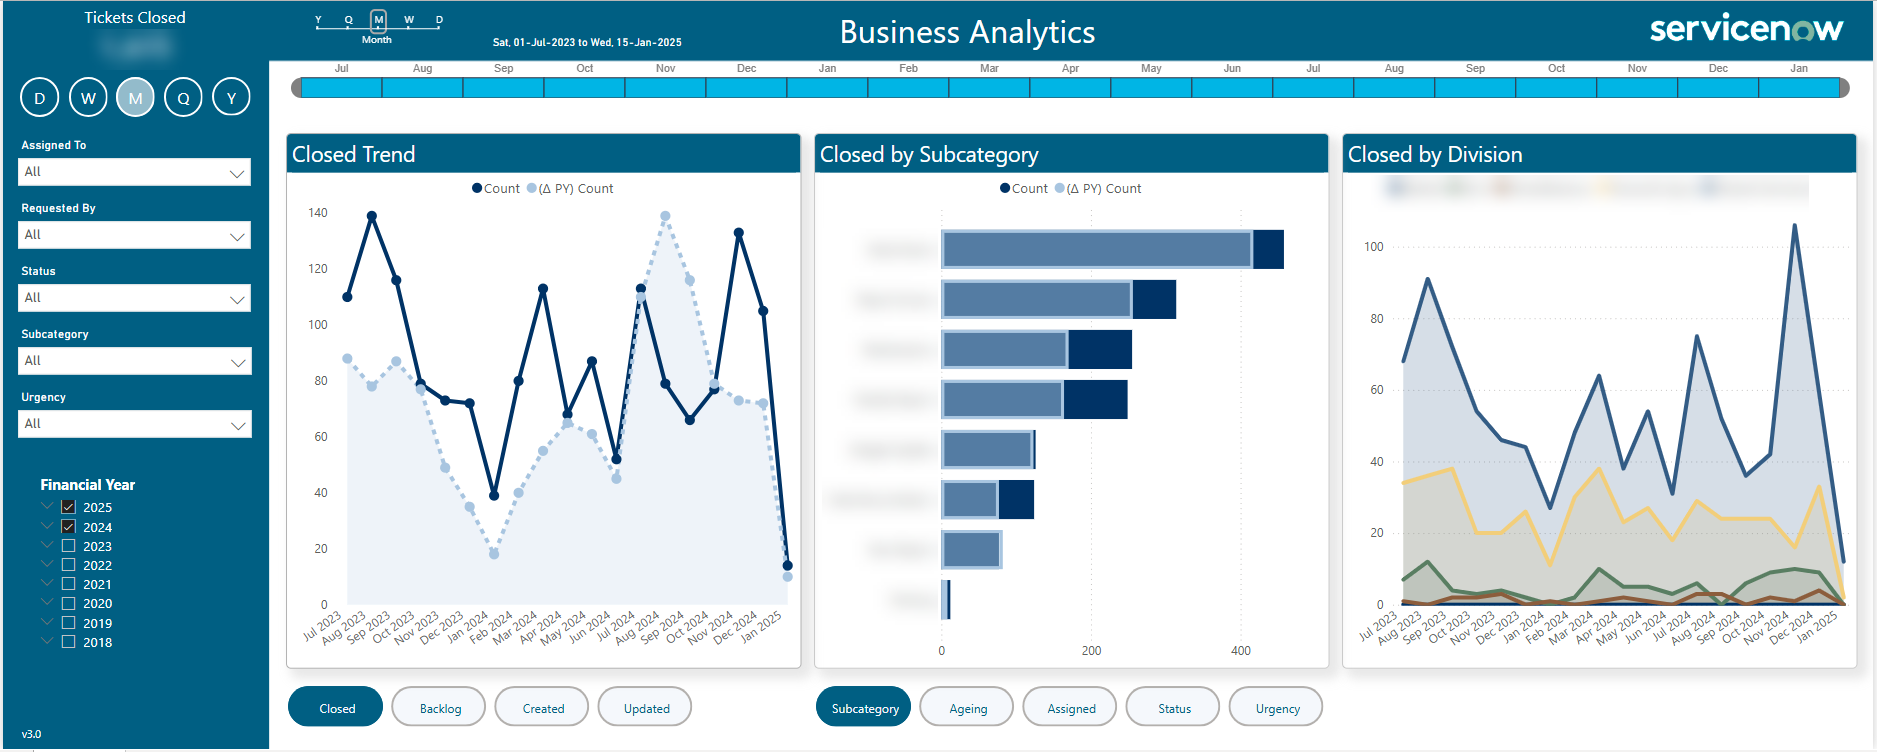 Tickets Closed
D W M Q Y
Assigned To
All
Requested By
All
Status
All
Subcategory
All
Urgency
All
Financial Year
2025
2024
2023
2022
2021
2020
2019
2018
v3.0
Y Q M W D
Month
Sat, 01-Jul-2023 to Wed, 15-Jan-2025
Business Analytics
servicenow
Jul Aug Sep Oct Nov Dec Jan Feb Mar Apr May Jun Jul Aug Sep Oct Nov Dec Jan
Closed Trend
Count (Δ PY) Count
140
120
100
80
60
40
20
0
Jul 2023 Aug 2023 Sep 2023 Oct 2023 Nov 2023 Dec 2023 Jan 2024 Feb 2024 Mar 2024 Apr 2024 May 2024 Jun 2024 Jul 2024 Aug 2024 Sep 2024 Oct 2024 Nov 2024 Dec 2024 Jan 2025
Closed Backlog Created Updated
Closed by Subcategory
Count (Δ PY) Count
0 200 400
Subcategory Ageing Assigned Status Urgency
Closed by Division
100
80
60
40
20
0
Jul 2023 Aug 2023 Sep 2023 Oct 2023 Nov 2023 Dec 2023 Jan 2024 Feb 2024 Mar 2024 Apr 2024 May 2024 Jun 2024 Jul 2024 Aug 2024 Sep 2024 Oct 2024 Nov 2024 Dec 2024 Jan 2025